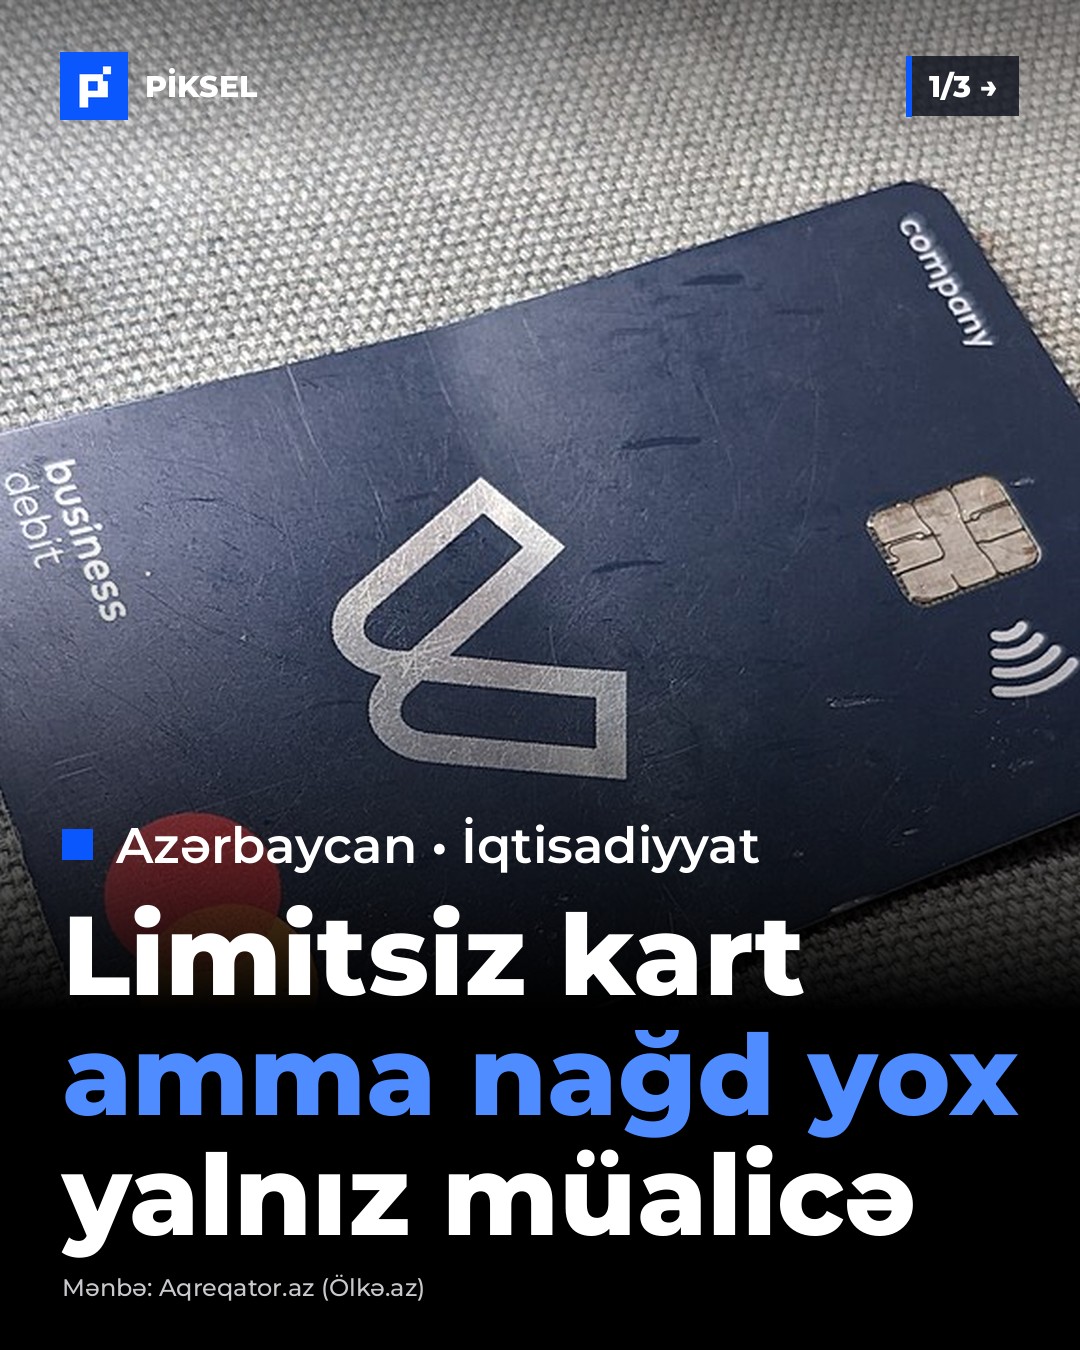 PİKSEL
1/3 →
company
business
debit
Azərbaycan • İqtisadiyyat
Limitsiz kart
amma nağd yox
yalnız müalicə
Mənbə: Aqreqator.az (Ölkə.az)